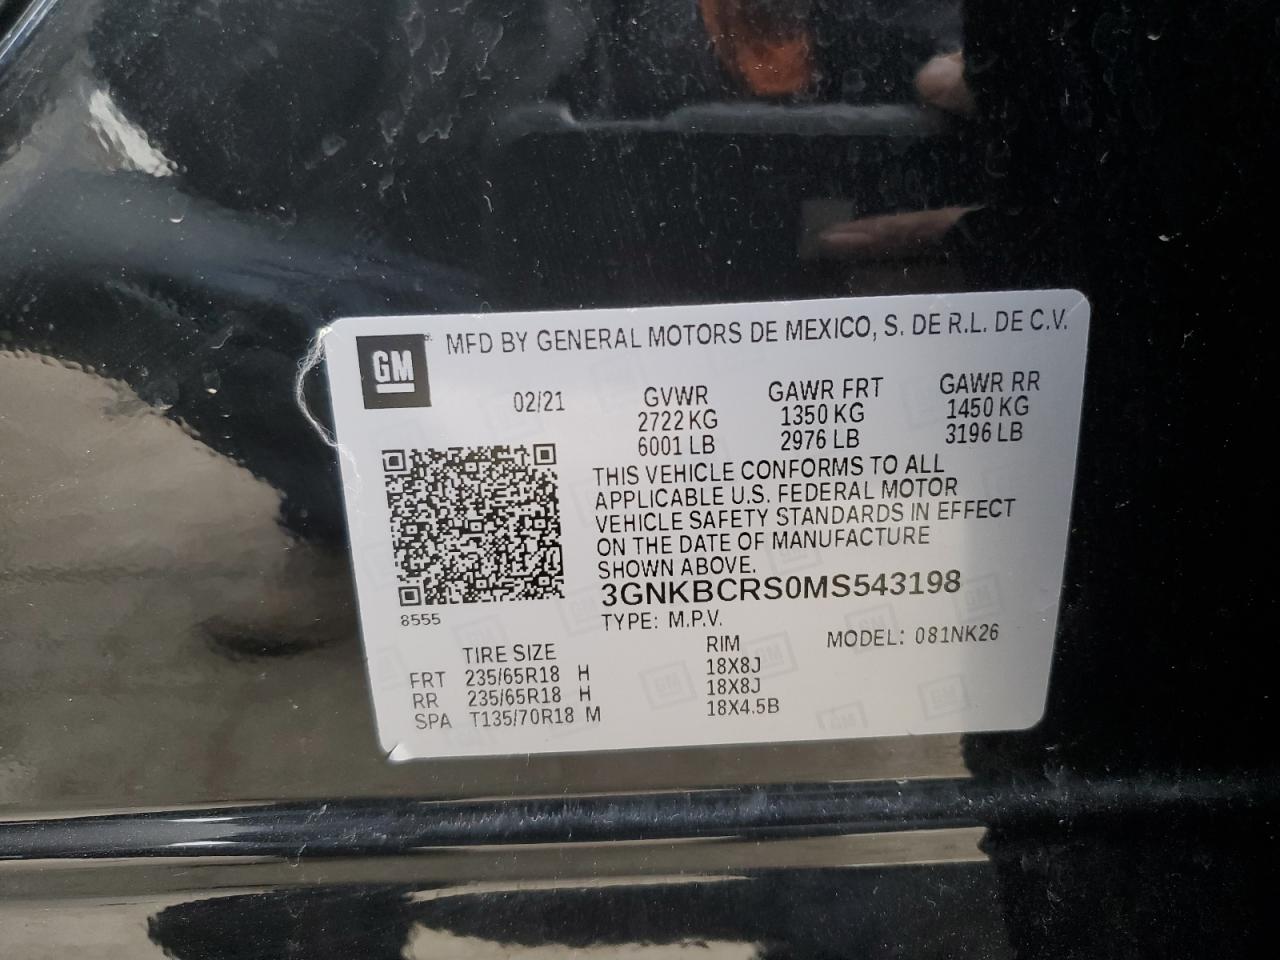 GM MFD BY GENERAL MOTORS DE MEXICO, S. DE R.L. DE C.V.
02/21 GVWR GAWR FRT GAWR RR
2722 KG 1350 KG 1450 KG
6001 LB 2976 LB 3196 LB
THIS VEHICLE CONFORMS TO ALL
APPLICABLE U.S. FEDERAL MOTOR
VEHICLE SAFETY STANDARDS IN EFFECT
ON THE DATE OF MANUFACTURE
SHOWN ABOVE.
3GNKBCRS0MS543198
8555 TYPE: M.P.V.
MODEL: 081NK26
TIRE SIZE RIM
FRT 235/65R18 H 18X8J
RR 235/65R18 H 18X8J
SPA T135/70R18 M 18X4.5B